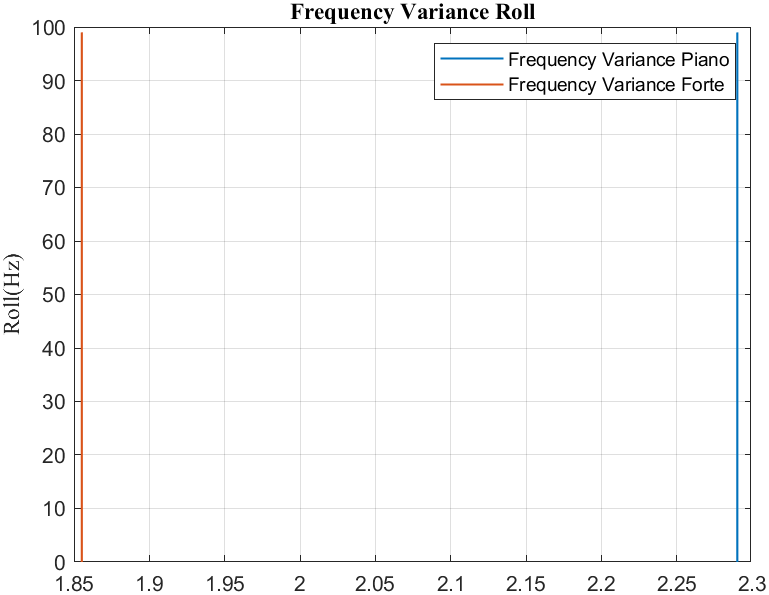 Frequency Variance Roll
Frequency Variance Piano
Frequency Variance Forte
Roll(Hz)
100
90
80
70
60
50
40
30
20
10
0
1.85 1.9 1.95 2 2.05 2.1 2.15 2.2 2.25 2.3